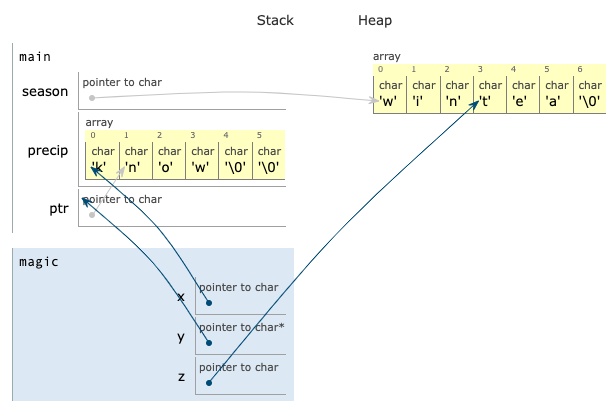 Stack Heap
main
array
0 1 2 3 4 5 6
season pointer to char
char char char char char char char
'w' 'i' 'n' 't' 'e' 'a' '\0'
array
0 1 2 3 4 5
precip char char char char char char
'k' 'n' 'o' 'w' '\0' '\0'
ptr pointer to char
magic
x pointer to char
y pointer to char*
z pointer to char